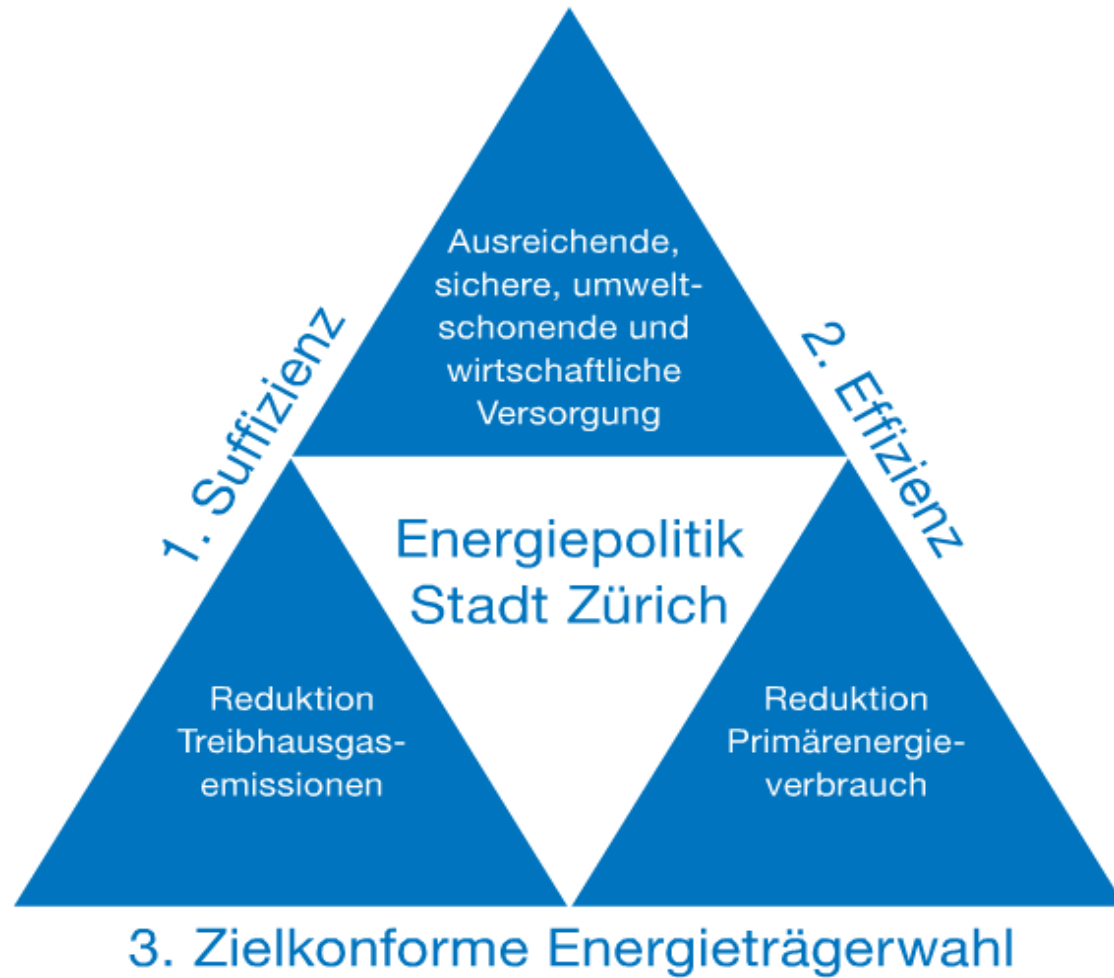 Ausreichende,
sichere, umwelt-
schonende und
wirtschaftliche
Versorgung
1. Suffizienz
2. Effizienz
Energiepolitik
Stadt Zürich
Reduktion
Treibhausgas-
emissionen
Reduktion
Primärenergie-
verbrauch
3. Zielkonforme Energieträgerwahl